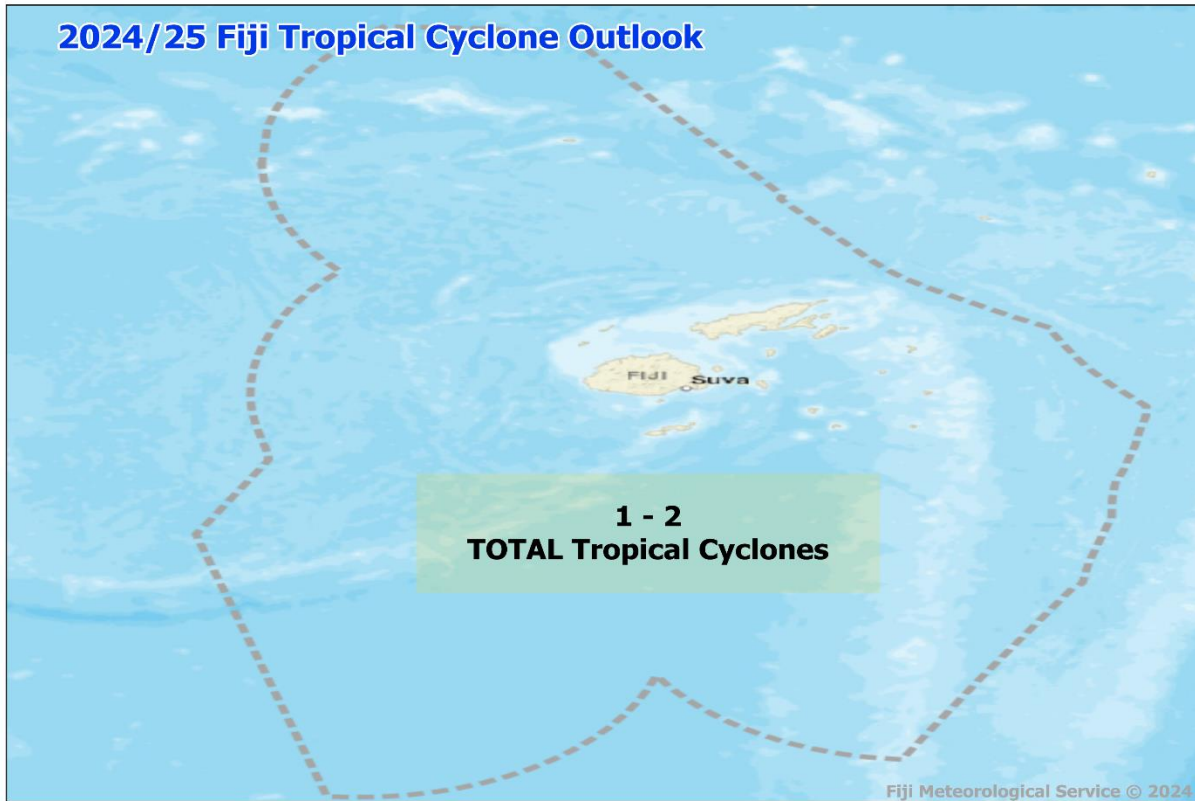 2024/25 Fiji Tropical Cyclone Outlook
FIJI
Suva
1 - 2
TOTAL Tropical Cyclones
Fiji Meteorological Service © 2024